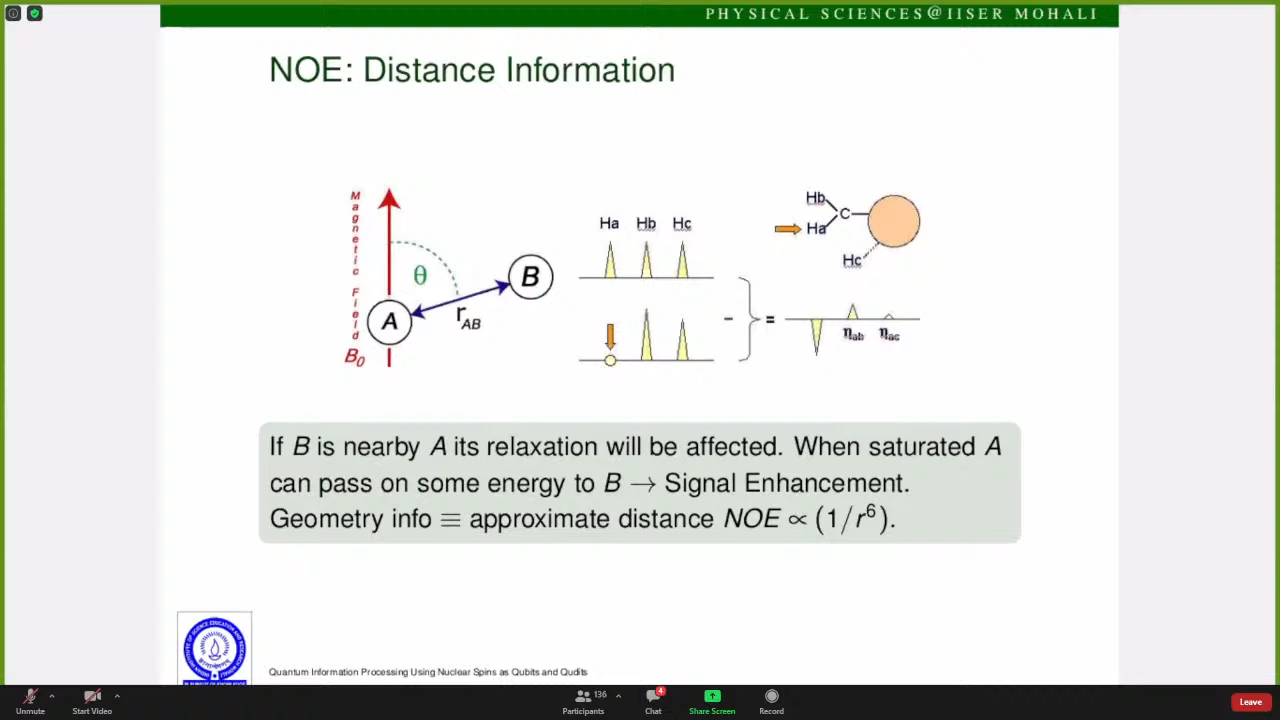 PHYSICAL SCIENCES@IISER MOHALI
NOE: Distance Information
Magnetic Field
B0
θ
A
B
rAB
Ha Hb Hc
–
=
Hb
Ha
C
Hc
ηab ηac
If B is nearby A its relaxation will be affected. When saturated A
can pass on some energy to B → Signal Enhancement.
Geometry info ≡ approximate distance NOE ∝ (1/r⁶).
Quantum Information Processing Using Nuclear Spins as Qubits and Qudits
Unmute
Start Video
136
Participants
4
Chat
Share Screen
Record
Leave